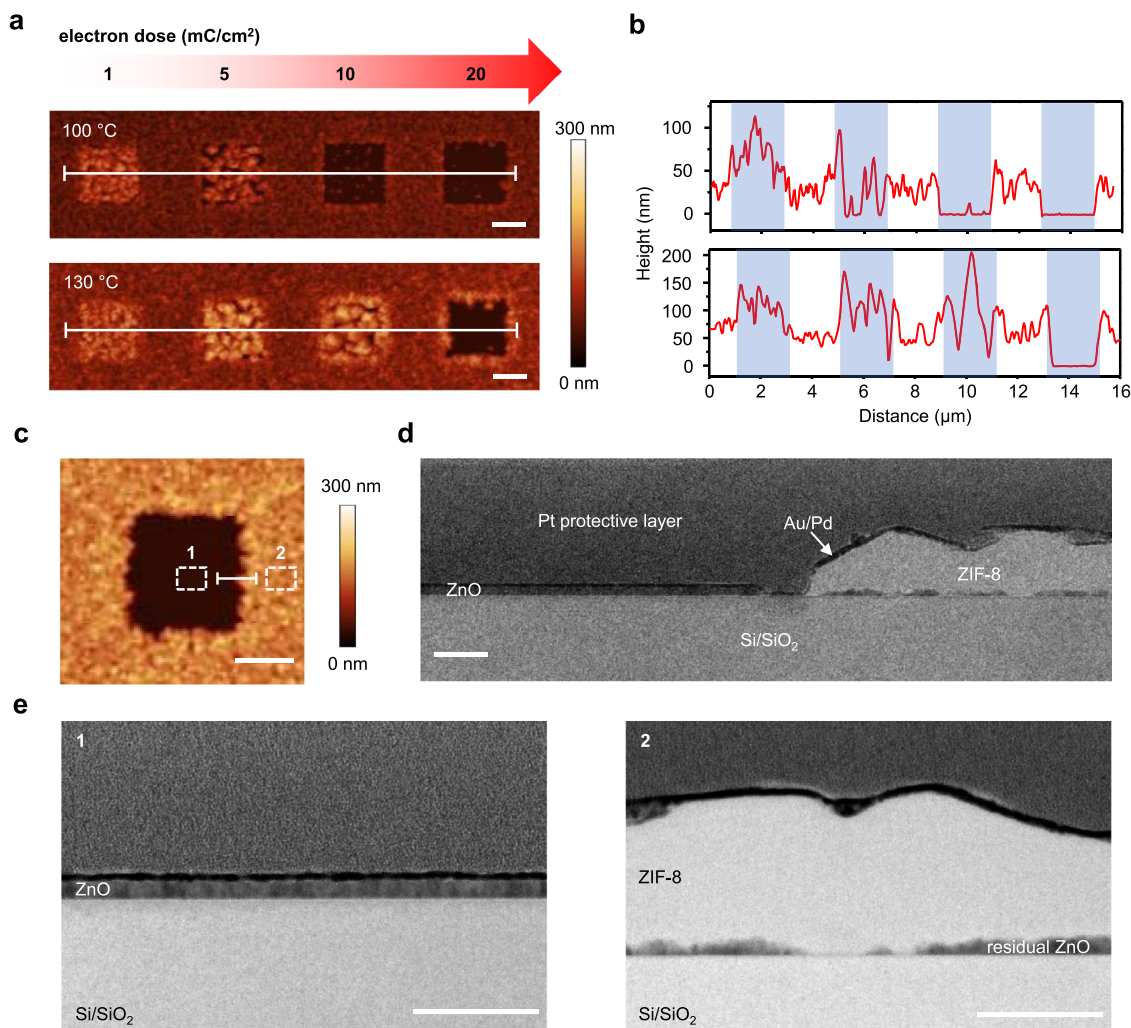 a
electron dose (mC/cm²)
1 5 10 20
100 °C
130 °C
300 nm
0 nm
b
100
50
0
200
150
100
50
0
Height (nm)
0 2 4 6 8 10 12 14 16
Distance (μm)
c
1 2
300 nm
0 nm
d
Pt protective layer
Au/Pd
ZIF-8
ZnO
Si/SiO₂
e
1
ZnO
Si/SiO₂
2
ZIF-8
residual ZnO
Si/SiO₂